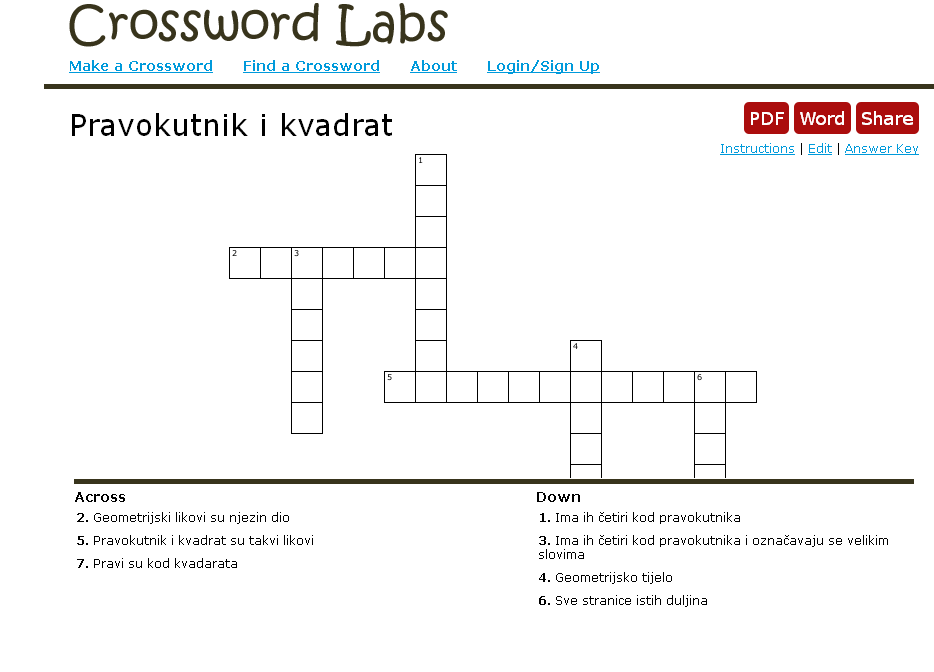 Crossword Labs
Make a Crossword Find a Crossword About Login/Sign Up
Pravokutnik i kvadrat
PDF Word Share
Instructions | Edit | Answer Key
1
2 3
4
5 6
Across
2. Geometrijski likovi su njezin dio
5. Pravokutnik i kvadrat su takvi likovi
7. Pravi su kod kvadarata
Down
1. Ima ih četiri kod pravokutnika
3. Ima ih četiri kod pravokutnika i označavaju se velikim
slovima
4. Geometrijsko tijelo
6. Sve stranice istih duljina